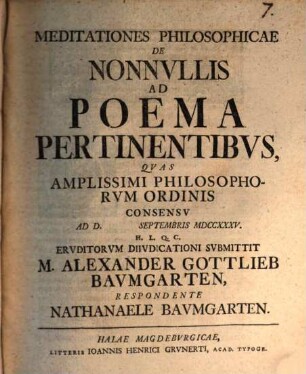 7.
MEDITATIONES PHILOSOPHICAE
DE
NONNVLLIS
AD
POEMA
PERTINENTIBVS,
QVAS
AMPLISSIMI PHILOSOPHO-
RVM ORDINIS
CONSENSV
AD D. SEPTEMBRIS MDCCXXXV.
H. L. Q. C.
ERVDITORVM DIIVDICATIONI SVBMITTIT
M. ALEXANDER GOTTLIEB
BAVMGARTEN,
RESPONDENTE
NATHANAELE BAVMGARTEN.
HALAE MAGDEBVRGICAE,
LITTERIS IOANNIS HENRICI GRVNERTI, ACAD. TYPOGR.